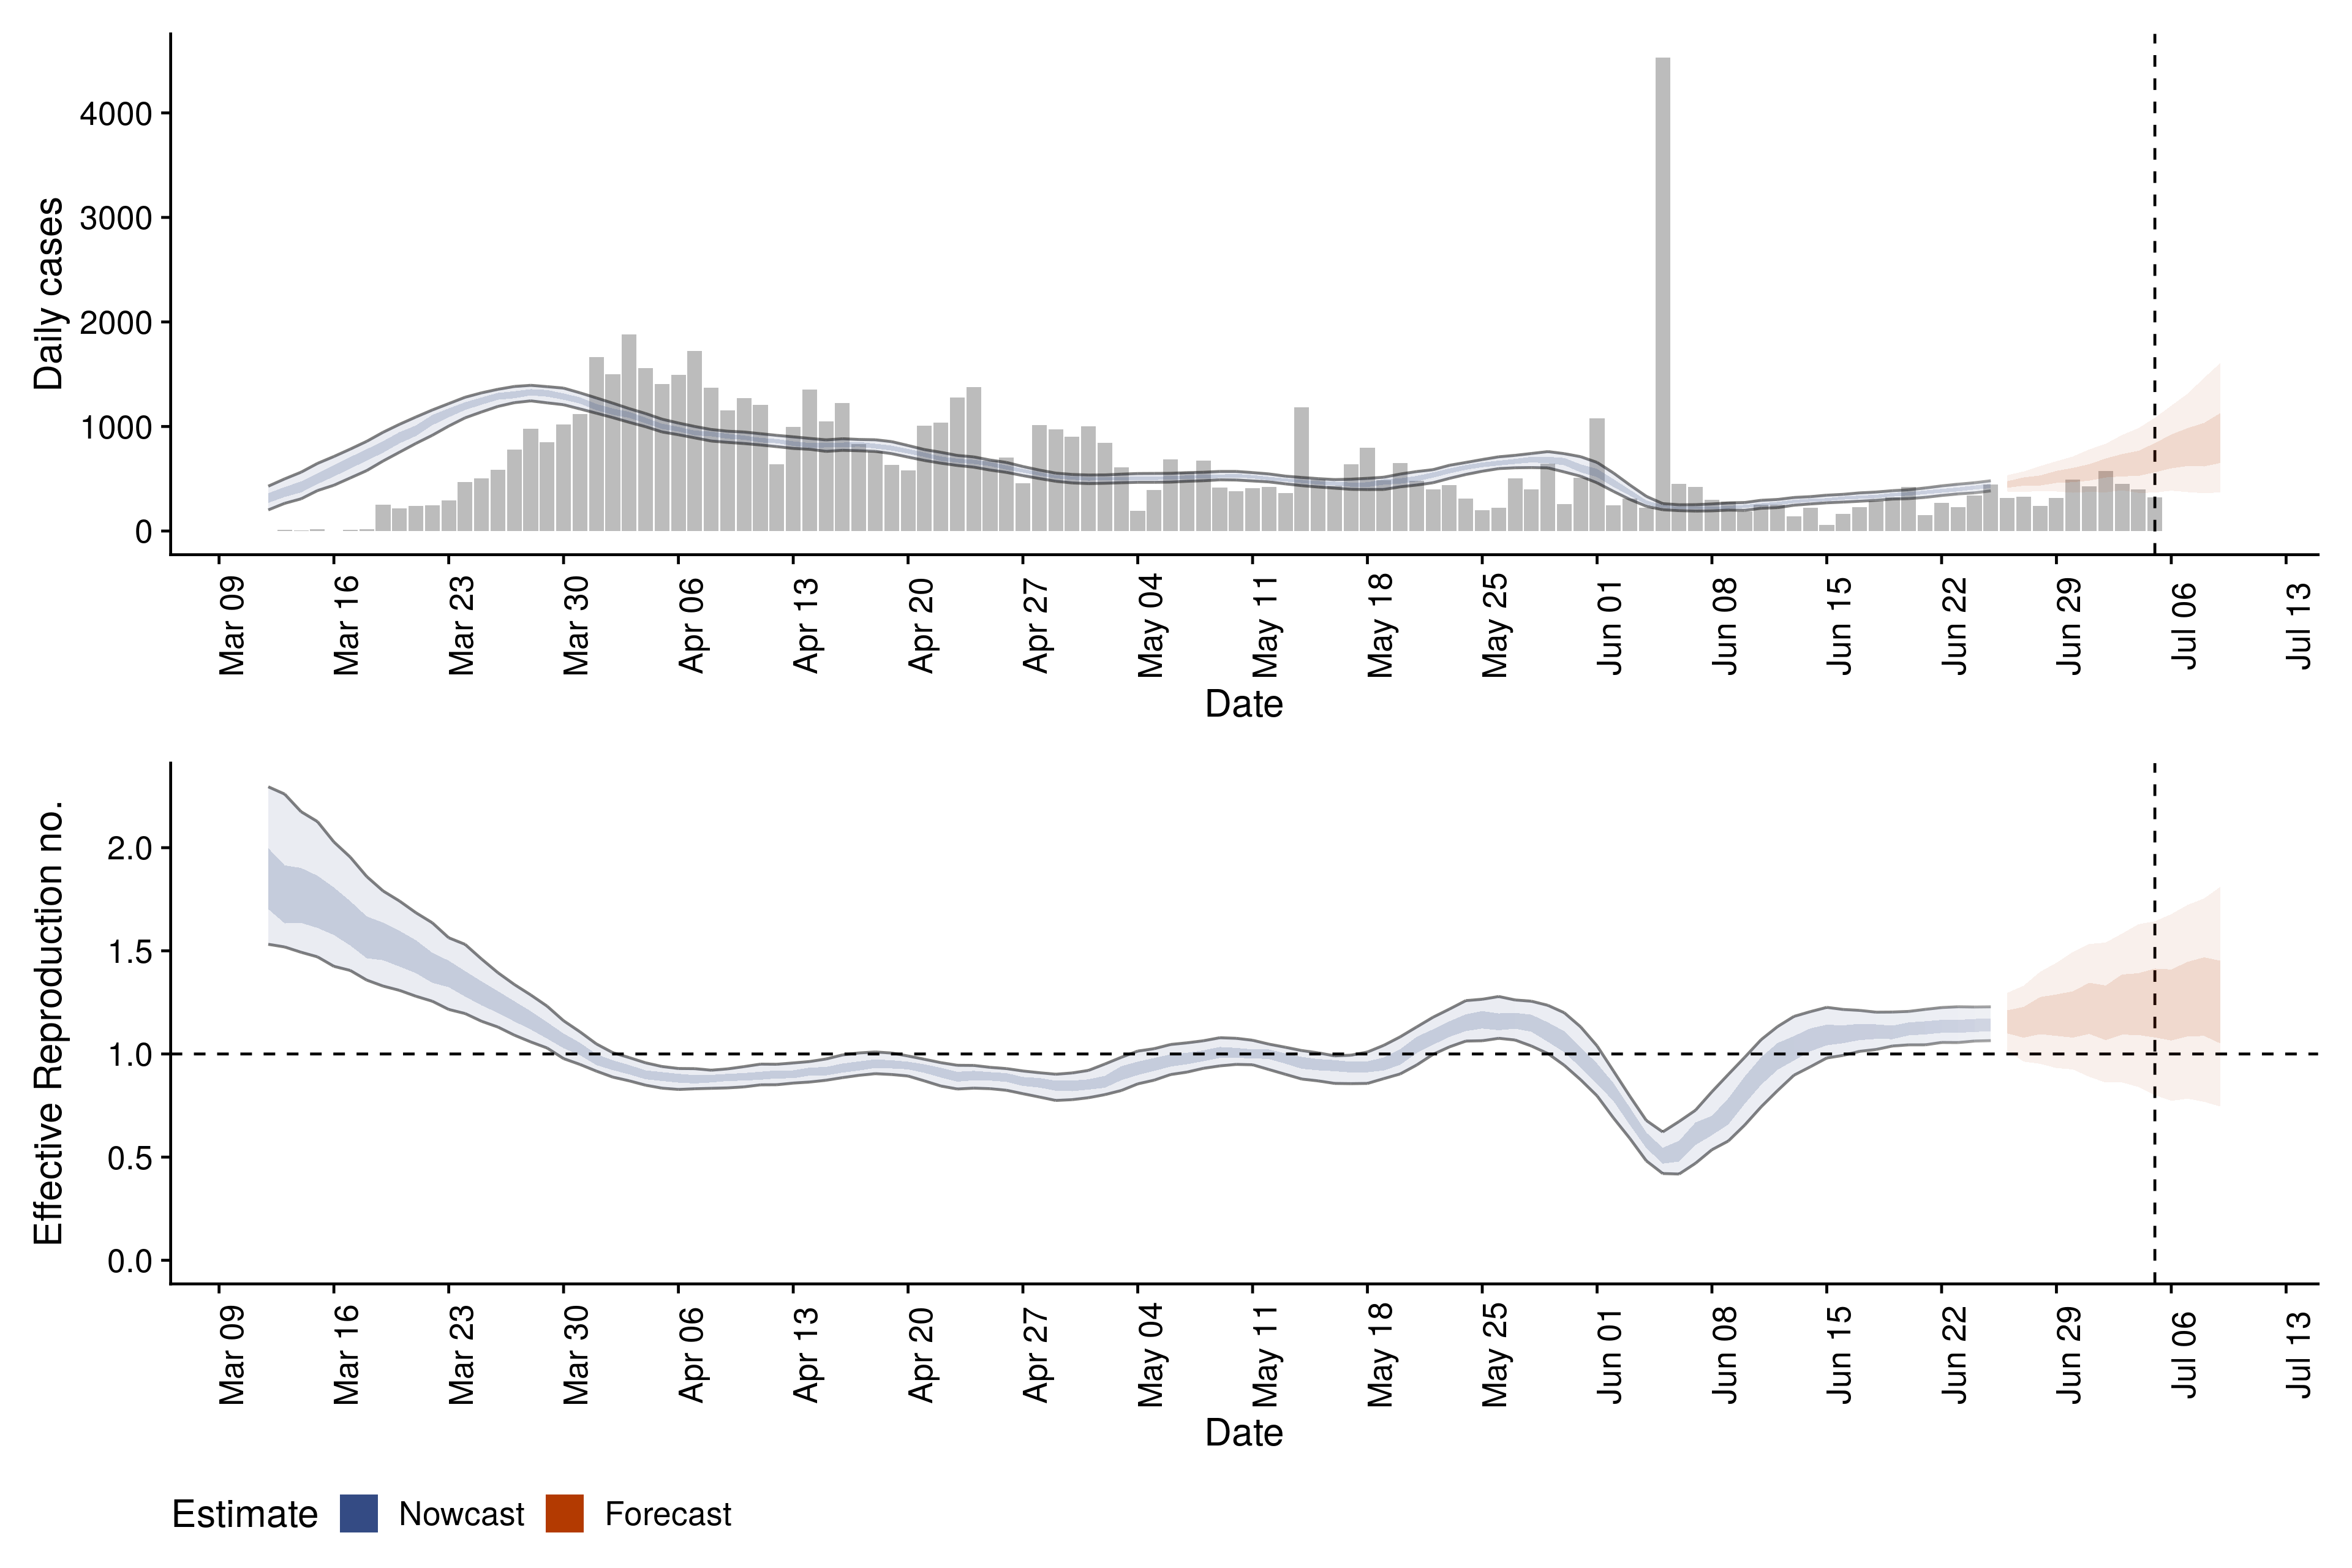 Daily cases
4000
3000
2000
1000
0
Mar 09 Mar 16 Mar 23 Mar 30 Apr 06 Apr 13 Apr 20 Apr 27 May 04 May 11 May 18 May 25 Jun 01 Jun 08 Jun 15 Jun 22 Jun 29 Jul 06 Jul 13
Date
Effective Reproduction no.
2.0
1.5
1.0
0.5
0.0
Mar 09 Mar 16 Mar 23 Mar 30 Apr 06 Apr 13 Apr 20 Apr 27 May 04 May 11 May 18 May 25 Jun 01 Jun 08 Jun 15 Jun 22 Jun 29 Jul 06 Jul 13
Date
Estimate Nowcast Forecast